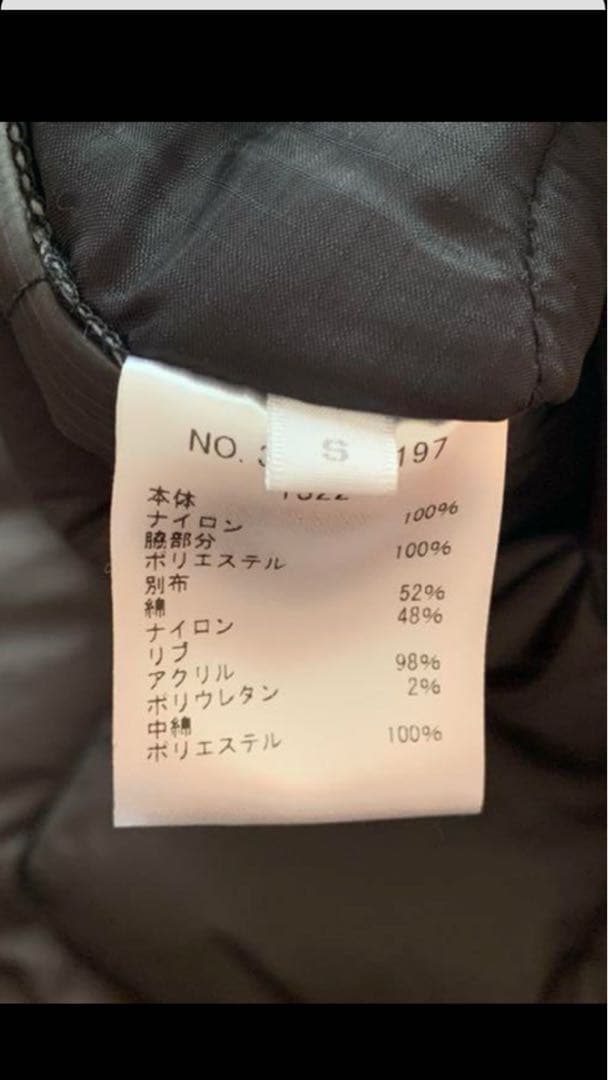 S
NO. 197
本体
ナイロン 100%
脇部分
ポリエステル 100%
別布
綿 52%
ナイロン 48%
リブ
アクリル 98%
ポリウレタン 2%
中綿
ポリエステル 100%